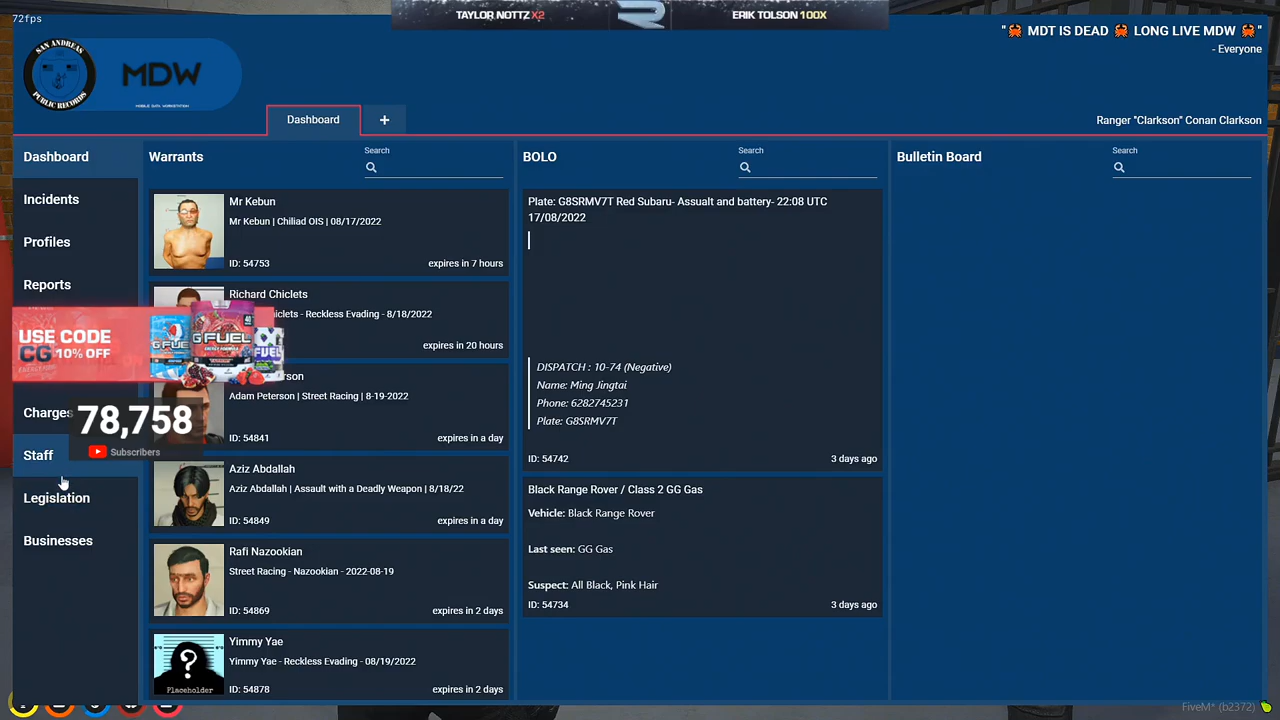 72fps
TAYLOR NOTTZ X2
ERIK TOLSON 100X
" 🦀 MDT IS DEAD 🦀 LONG LIVE MDW 🦀 "
- Everyone
SAN ANDREAS
PUBLIC RECORDS
MDW
MOBILE DATA WORKSTATION
Dashboard
+
Ranger "Clarkson" Conan Clarkson
Dashboard
Incidents
Profiles
Reports
USE CODE
CG 10% OFF
G FUEL
Charges
78,758
Subscribers
Staff
Legislation
Businesses
Warrants
Search
Mr Kebun
Mr Kebun | Chiliad OIS | 08/17/2022
ID: 54753
expires in 7 hours
Richard Chiclets
iclets - Reckless Evading - 8/18/2022
expires in 20 hours
erson
Adam Peterson | Street Racing | 8-19-2022
ID: 54841
expires in a day
Aziz Abdallah
Aziz Abdallah | Assault with a Deadly Weapon | 8/18/22
ID: 54849
expires in a day
Rafi Nazookian
Street Racing - Nazookian - 2022-08-19
ID: 54869
expires in 2 days
Yimmy Yae
Yimmy Yae - Reckless Evading - 08/19/2022
Placeholder
ID: 54878
expires in 2 days
BOLO
Search
Plate: G8SRMV7T Red Subaru- Assualt and battery- 22:08 UTC
17/08/2022
DISPATCH : 10-74 (Negative)
Name: Ming Jingtai
Phone: 6282745231
Plate: G8SRMV7T
ID: 54742
3 days ago
Black Range Rover / Class 2 GG Gas
Vehicle: Black Range Rover
Last seen: GG Gas
Suspect: All Black, Pink Hair
ID: 54734
3 days ago
Bulletin Board
Search
FiveM* (b2372)